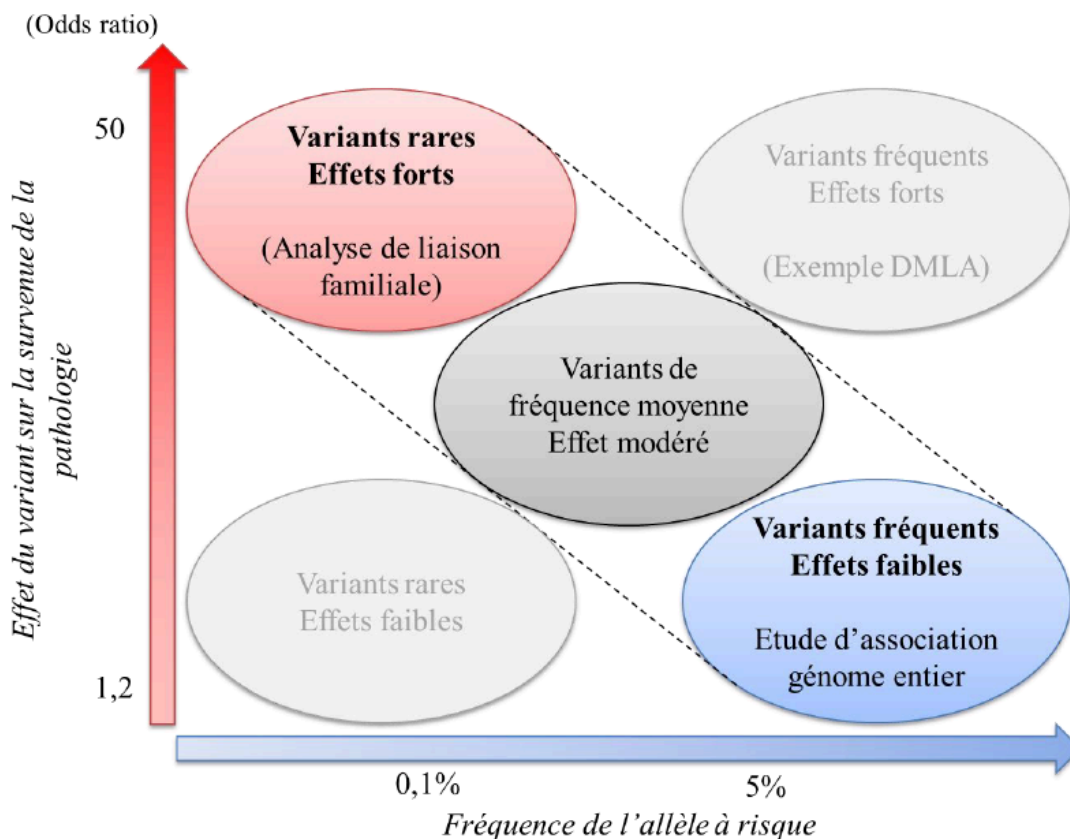 (Odds ratio)
50
1,2
Effet du variant sur la survenue de la
pathologie
Variants rares
Effets forts
(Analyse de liaison
familiale)
Variants fréquents
Effets forts
(Exemple DMLA)
Variants de
fréquence moyenne
Effet modéré
Variants rares
Effets faibles
Variants fréquents
Effets faibles
Etude d’association
génome entier
0,1%
5%
Fréquence de l’allèle à risque